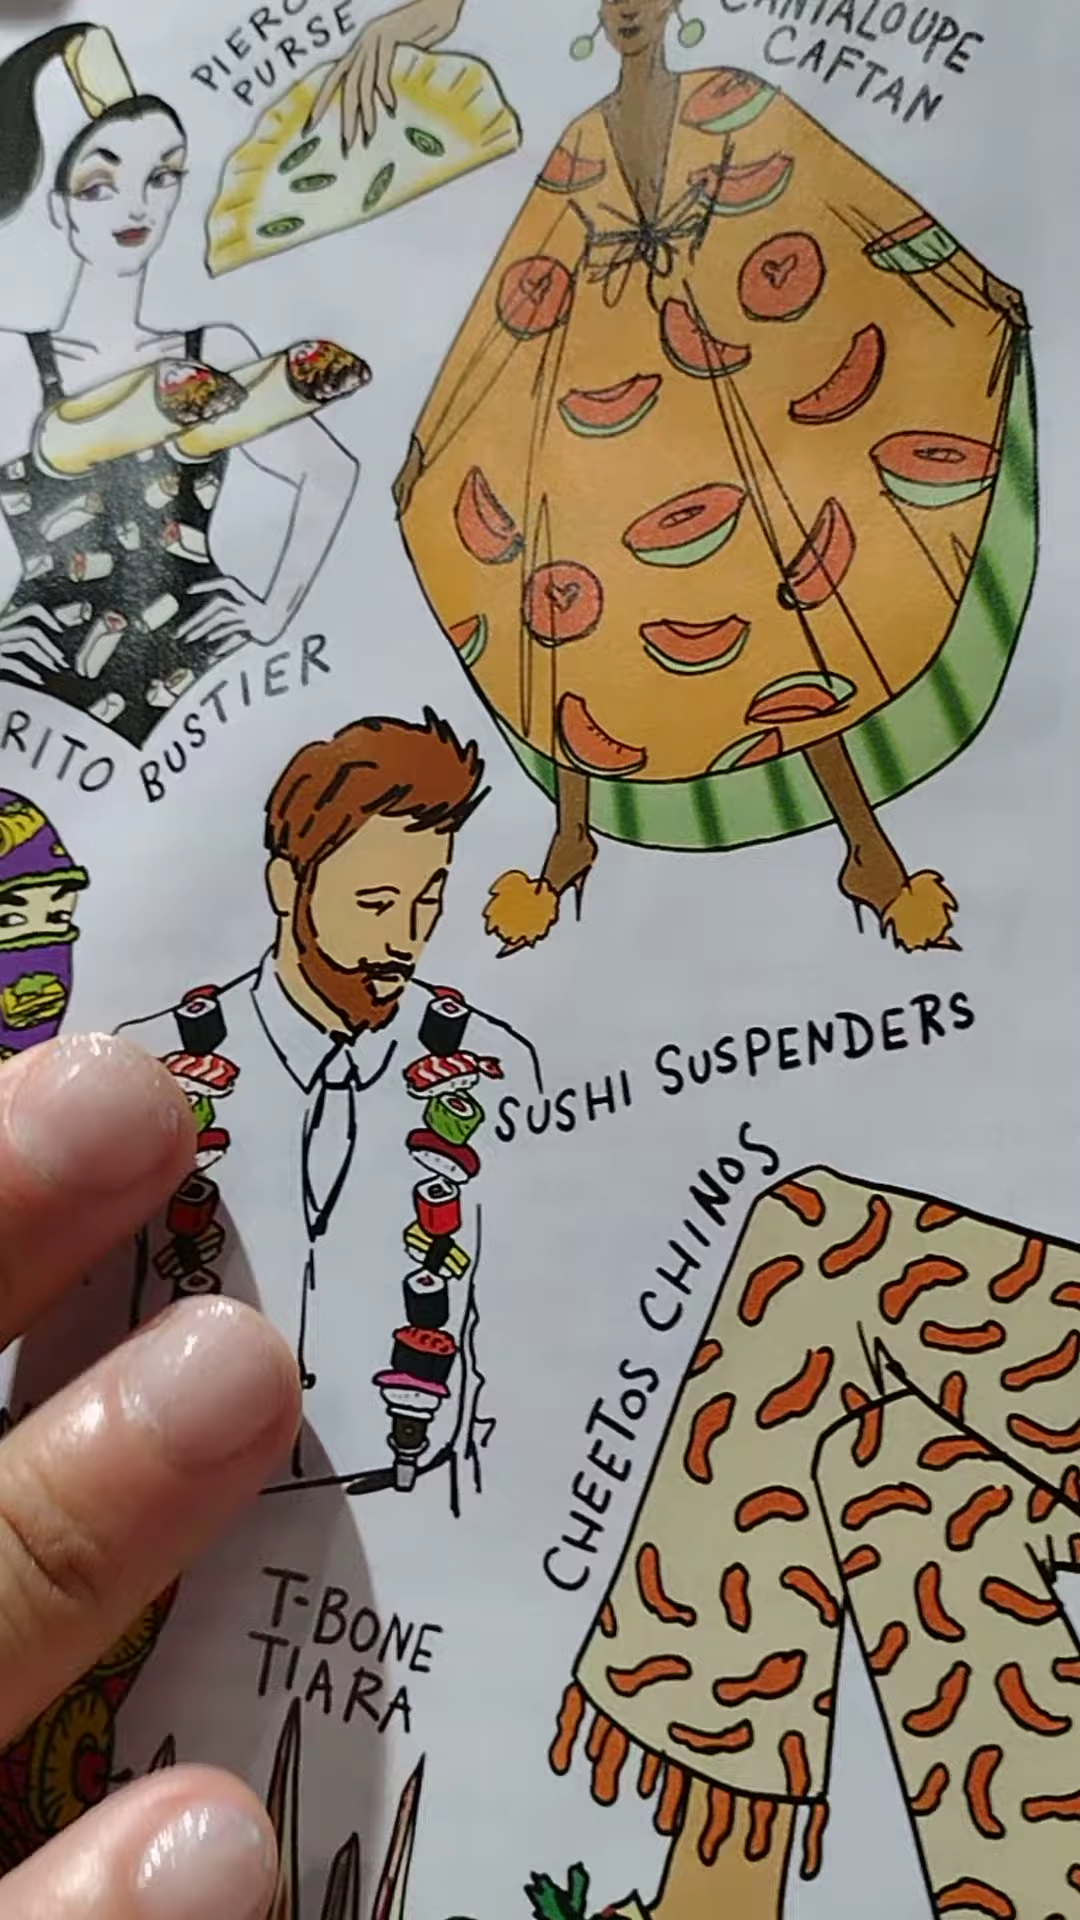 PURSE
CAFTAN
BUSTIER
SUSHI SUSPENDERS
CHEETOS CHINOS
T-BONE
TIARA